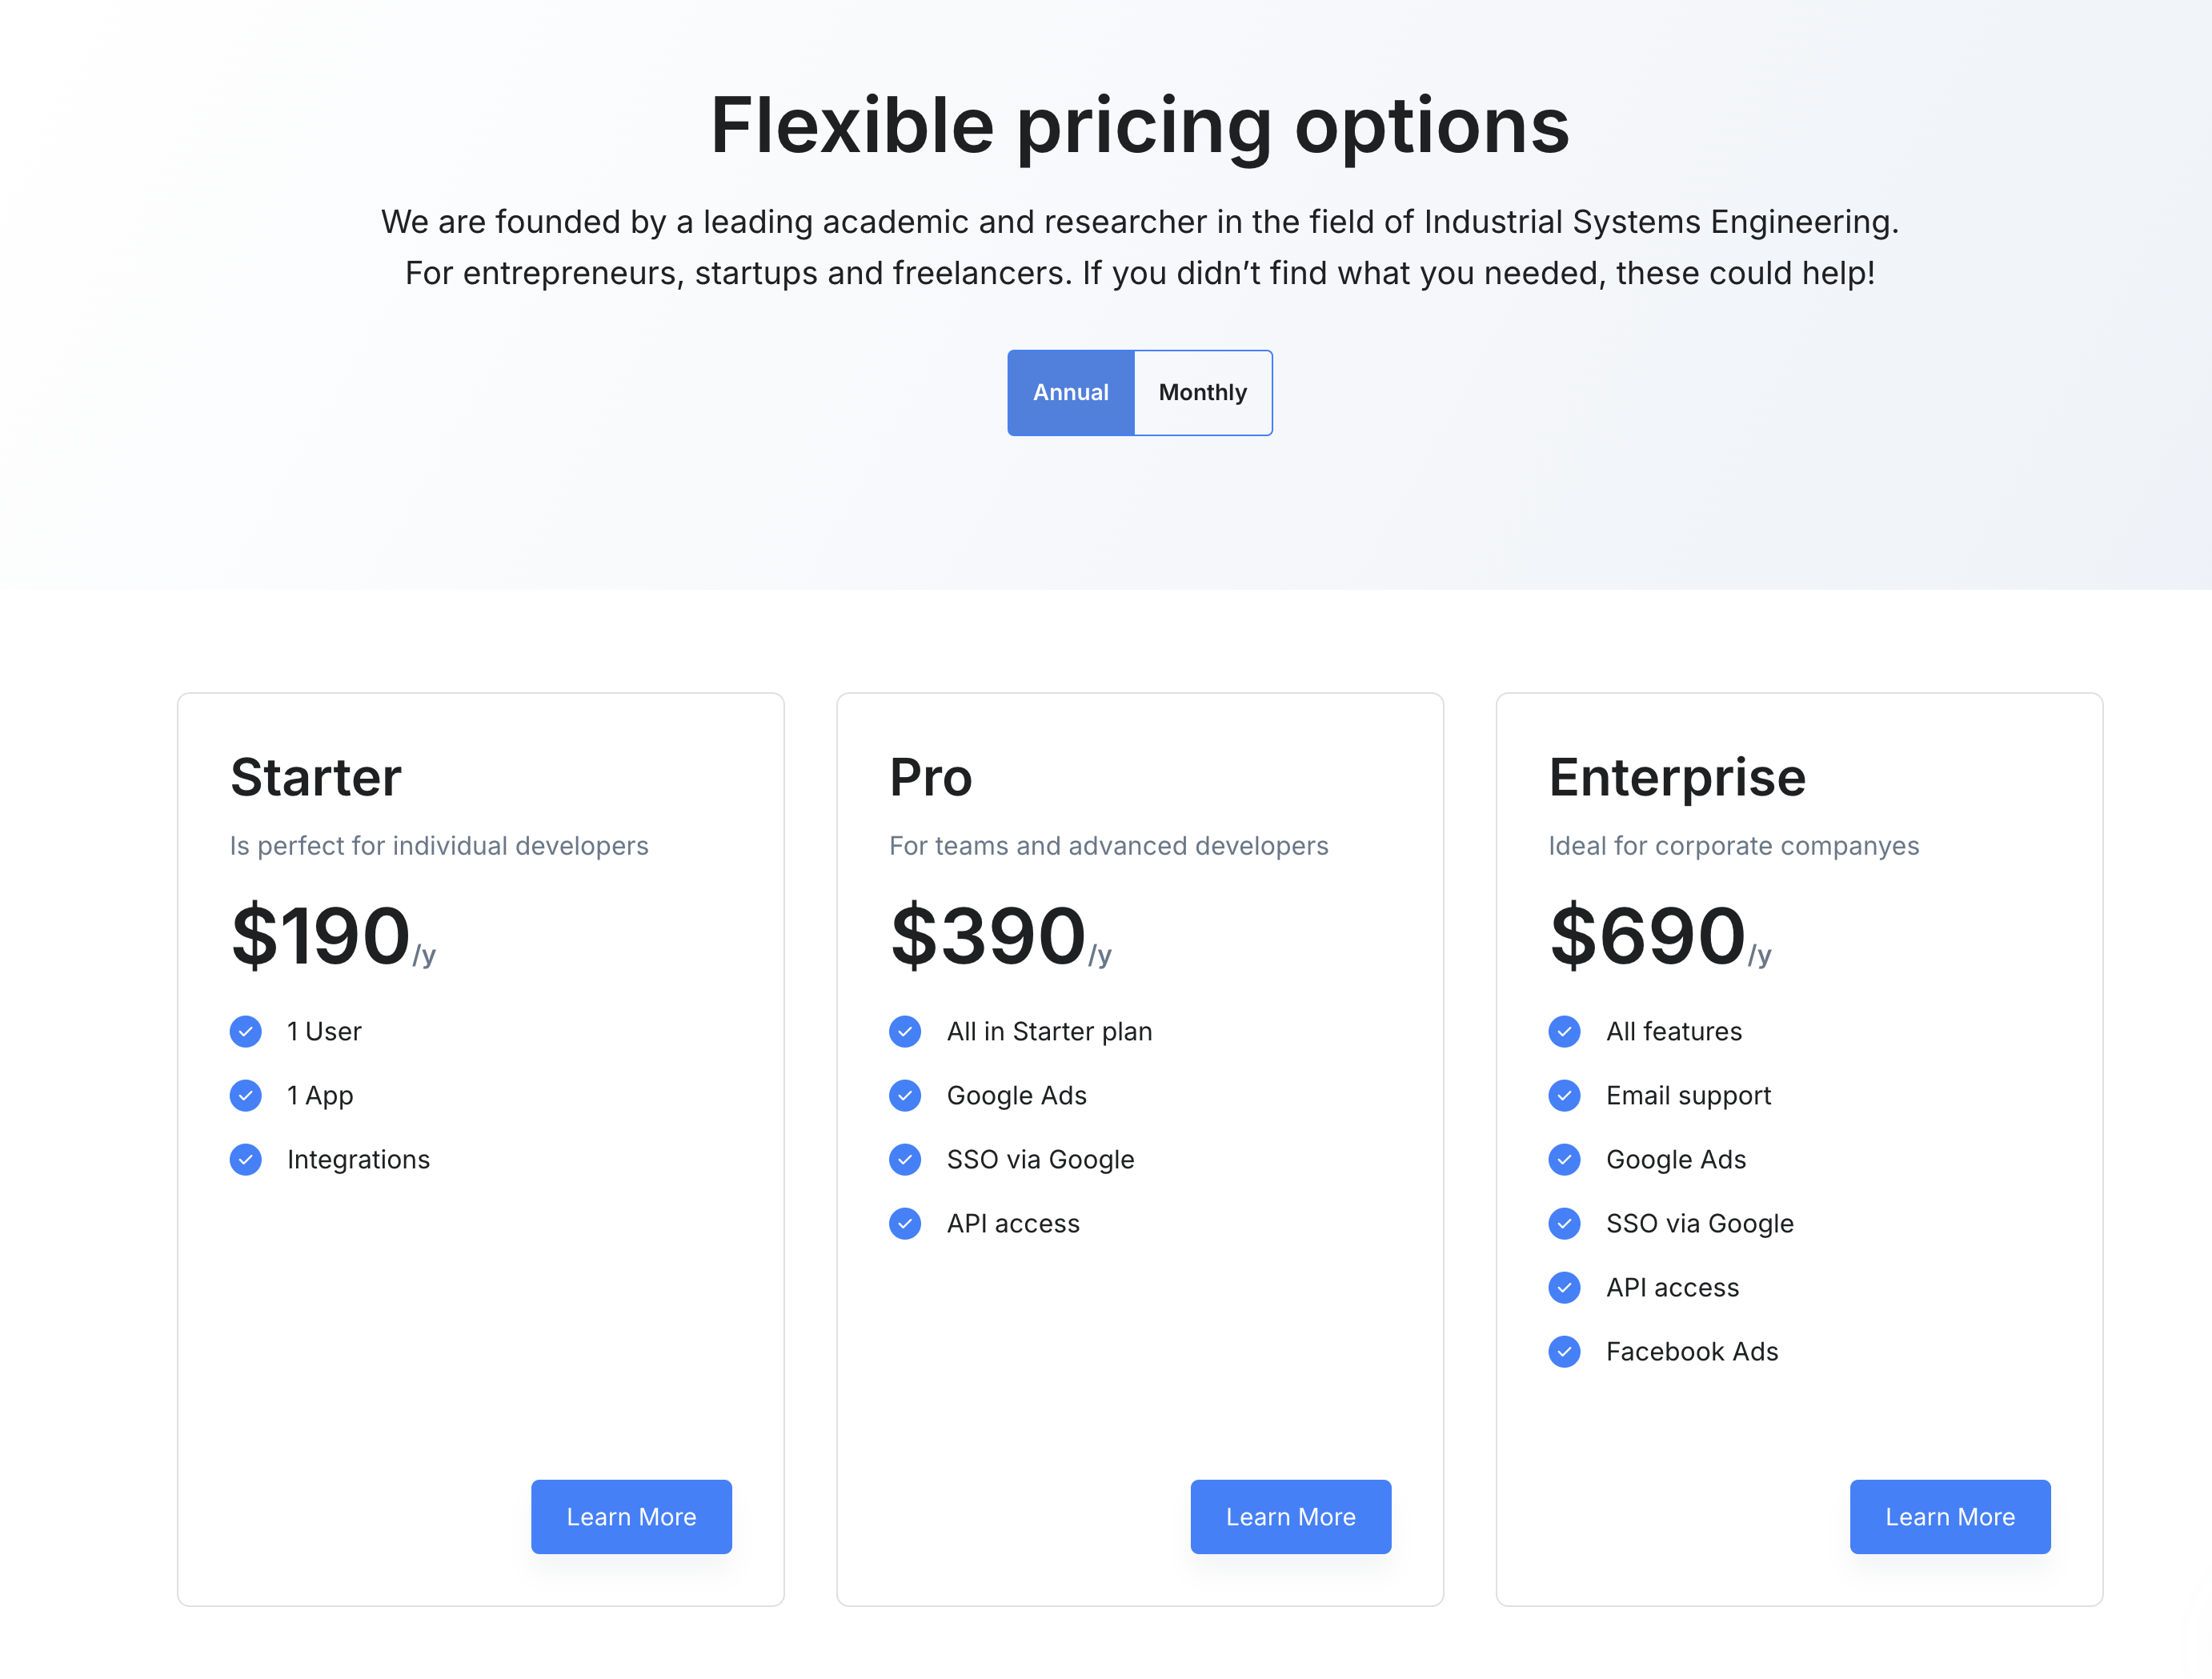 Flexible pricing options
We are founded by a leading academic and researcher in the field of Industrial Systems Engineering.
For entrepreneurs, startups and freelancers. If you didn’t find what you needed, these could help!
Annual Monthly
Starter
Is perfect for individual developers
$190/y
1 User
1 App
Integrations
Learn More
Pro
For teams and advanced developers
$390/y
All in Starter plan
Google Ads
SSO via Google
API access
Learn More
Enterprise
Ideal for corporate companyes
$690/y
All features
Email support
Google Ads
SSO via Google
API access
Facebook Ads
Learn More